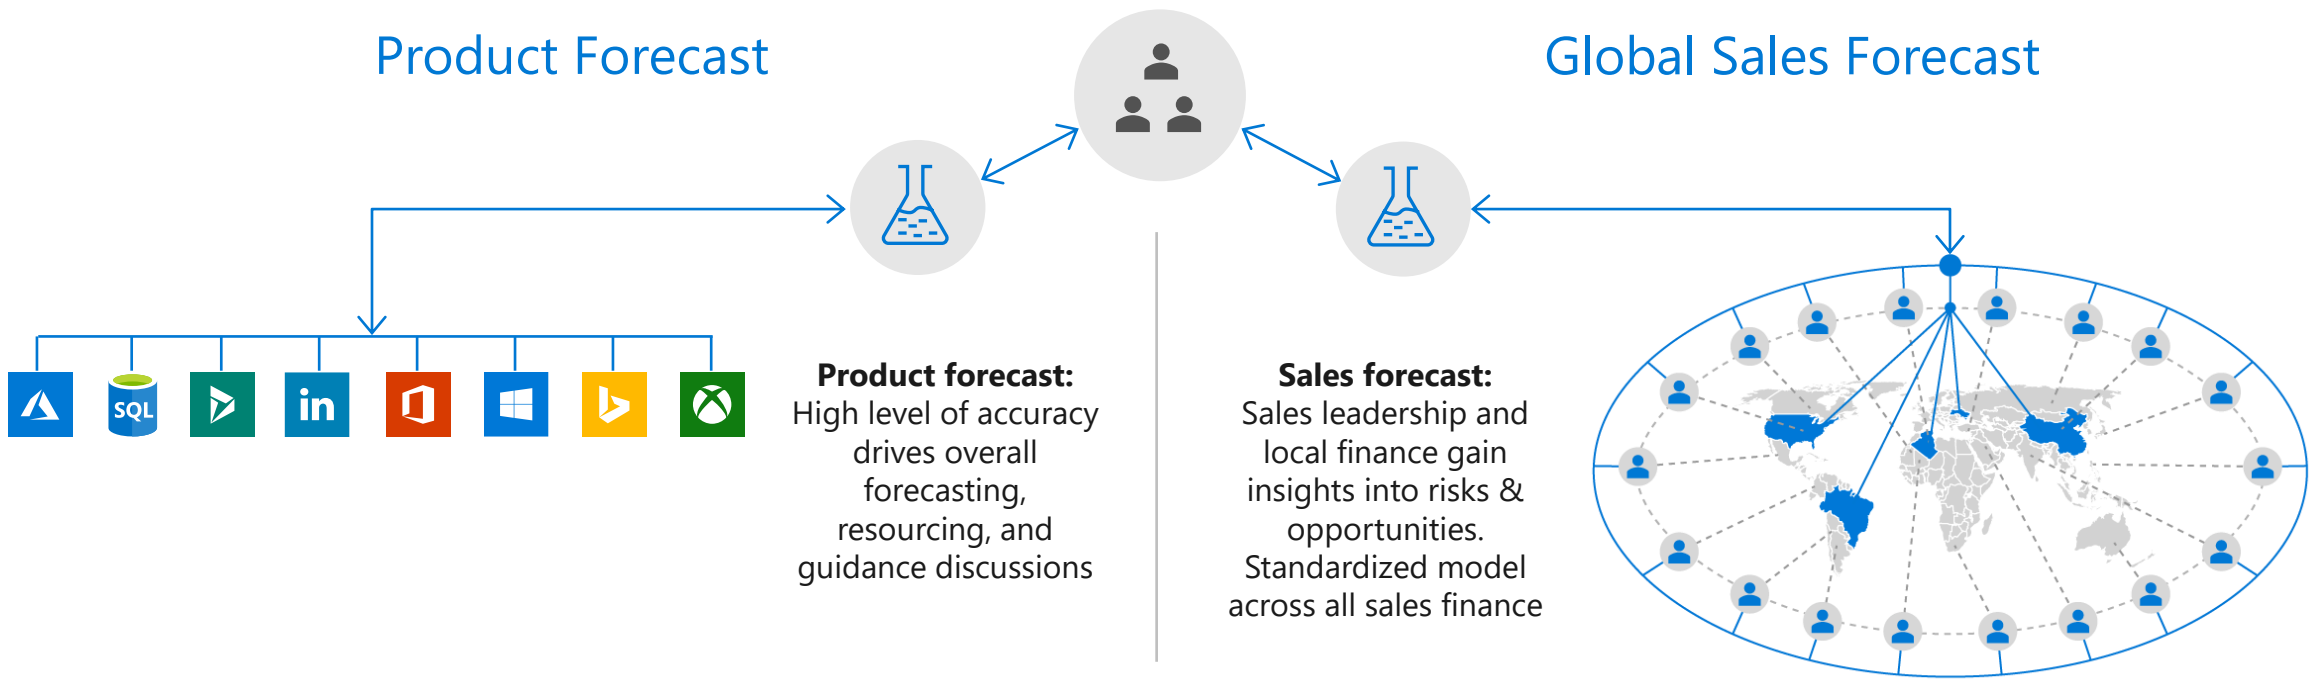 Product Forecast
Global Sales Forecast
SQL
in
Product forecast:
High level of accuracy
drives overall
forecasting,
resourcing, and
guidance discussions
Sales forecast:
Sales leadership and
local finance gain
insights into risks &
opportunities.
Standardized model
across all sales finance